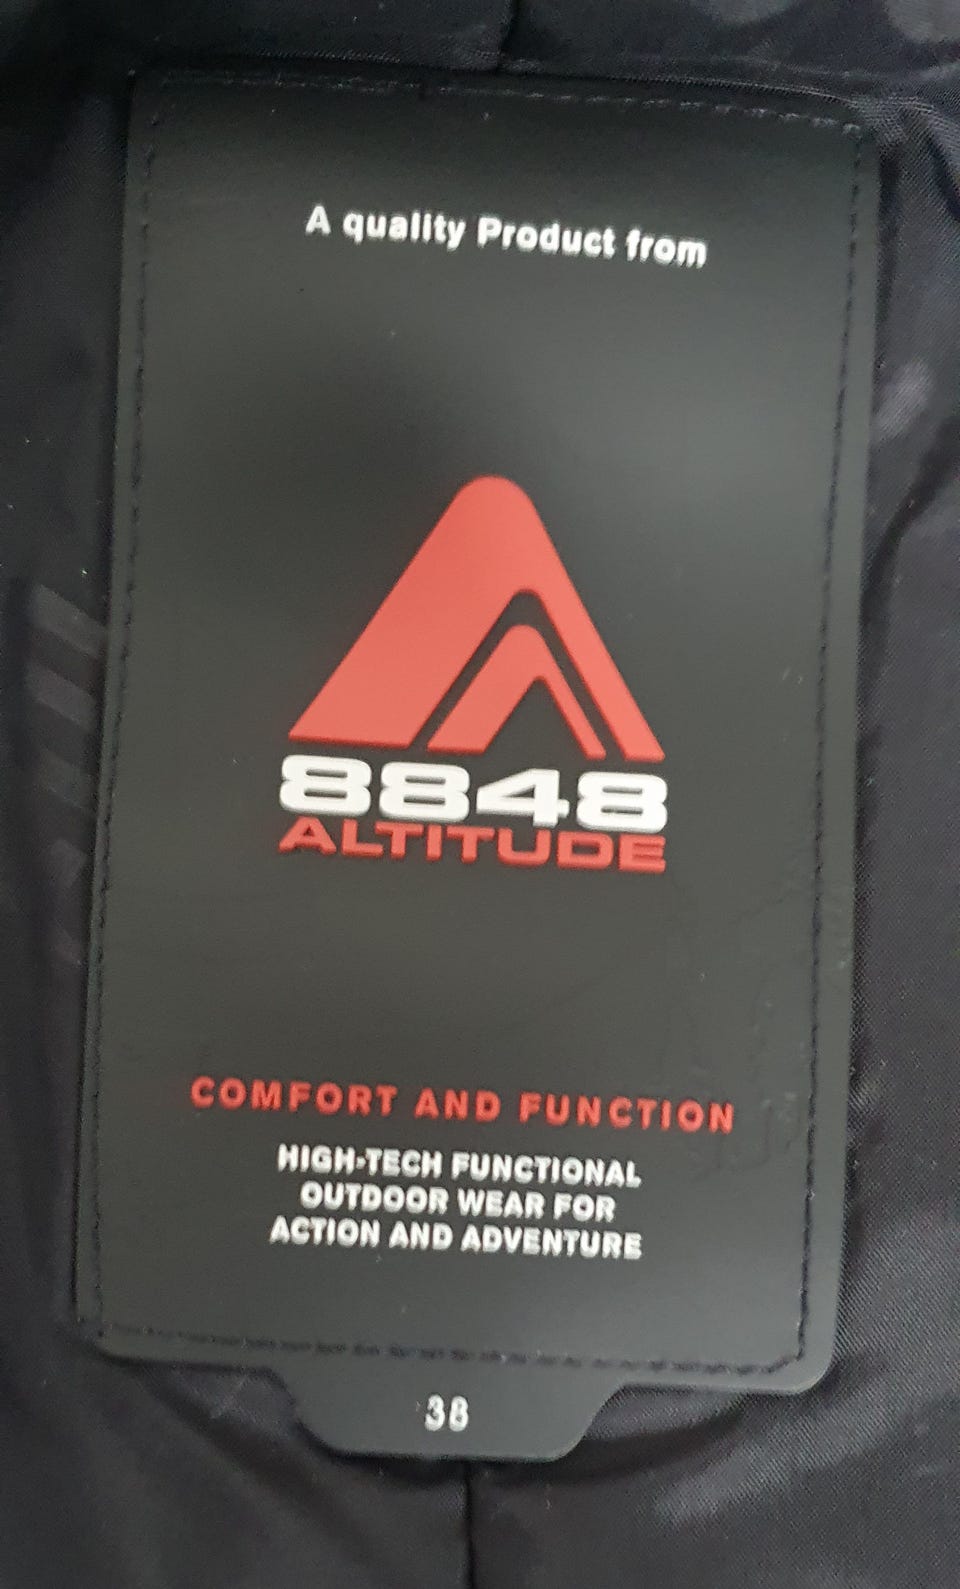 A quality Product from
8848
ALTITUDE
COMFORT AND FUNCTION
HIGH-TECH FUNCTIONAL
OUTDOOR WEAR FOR
ACTION AND ADVENTURE
38